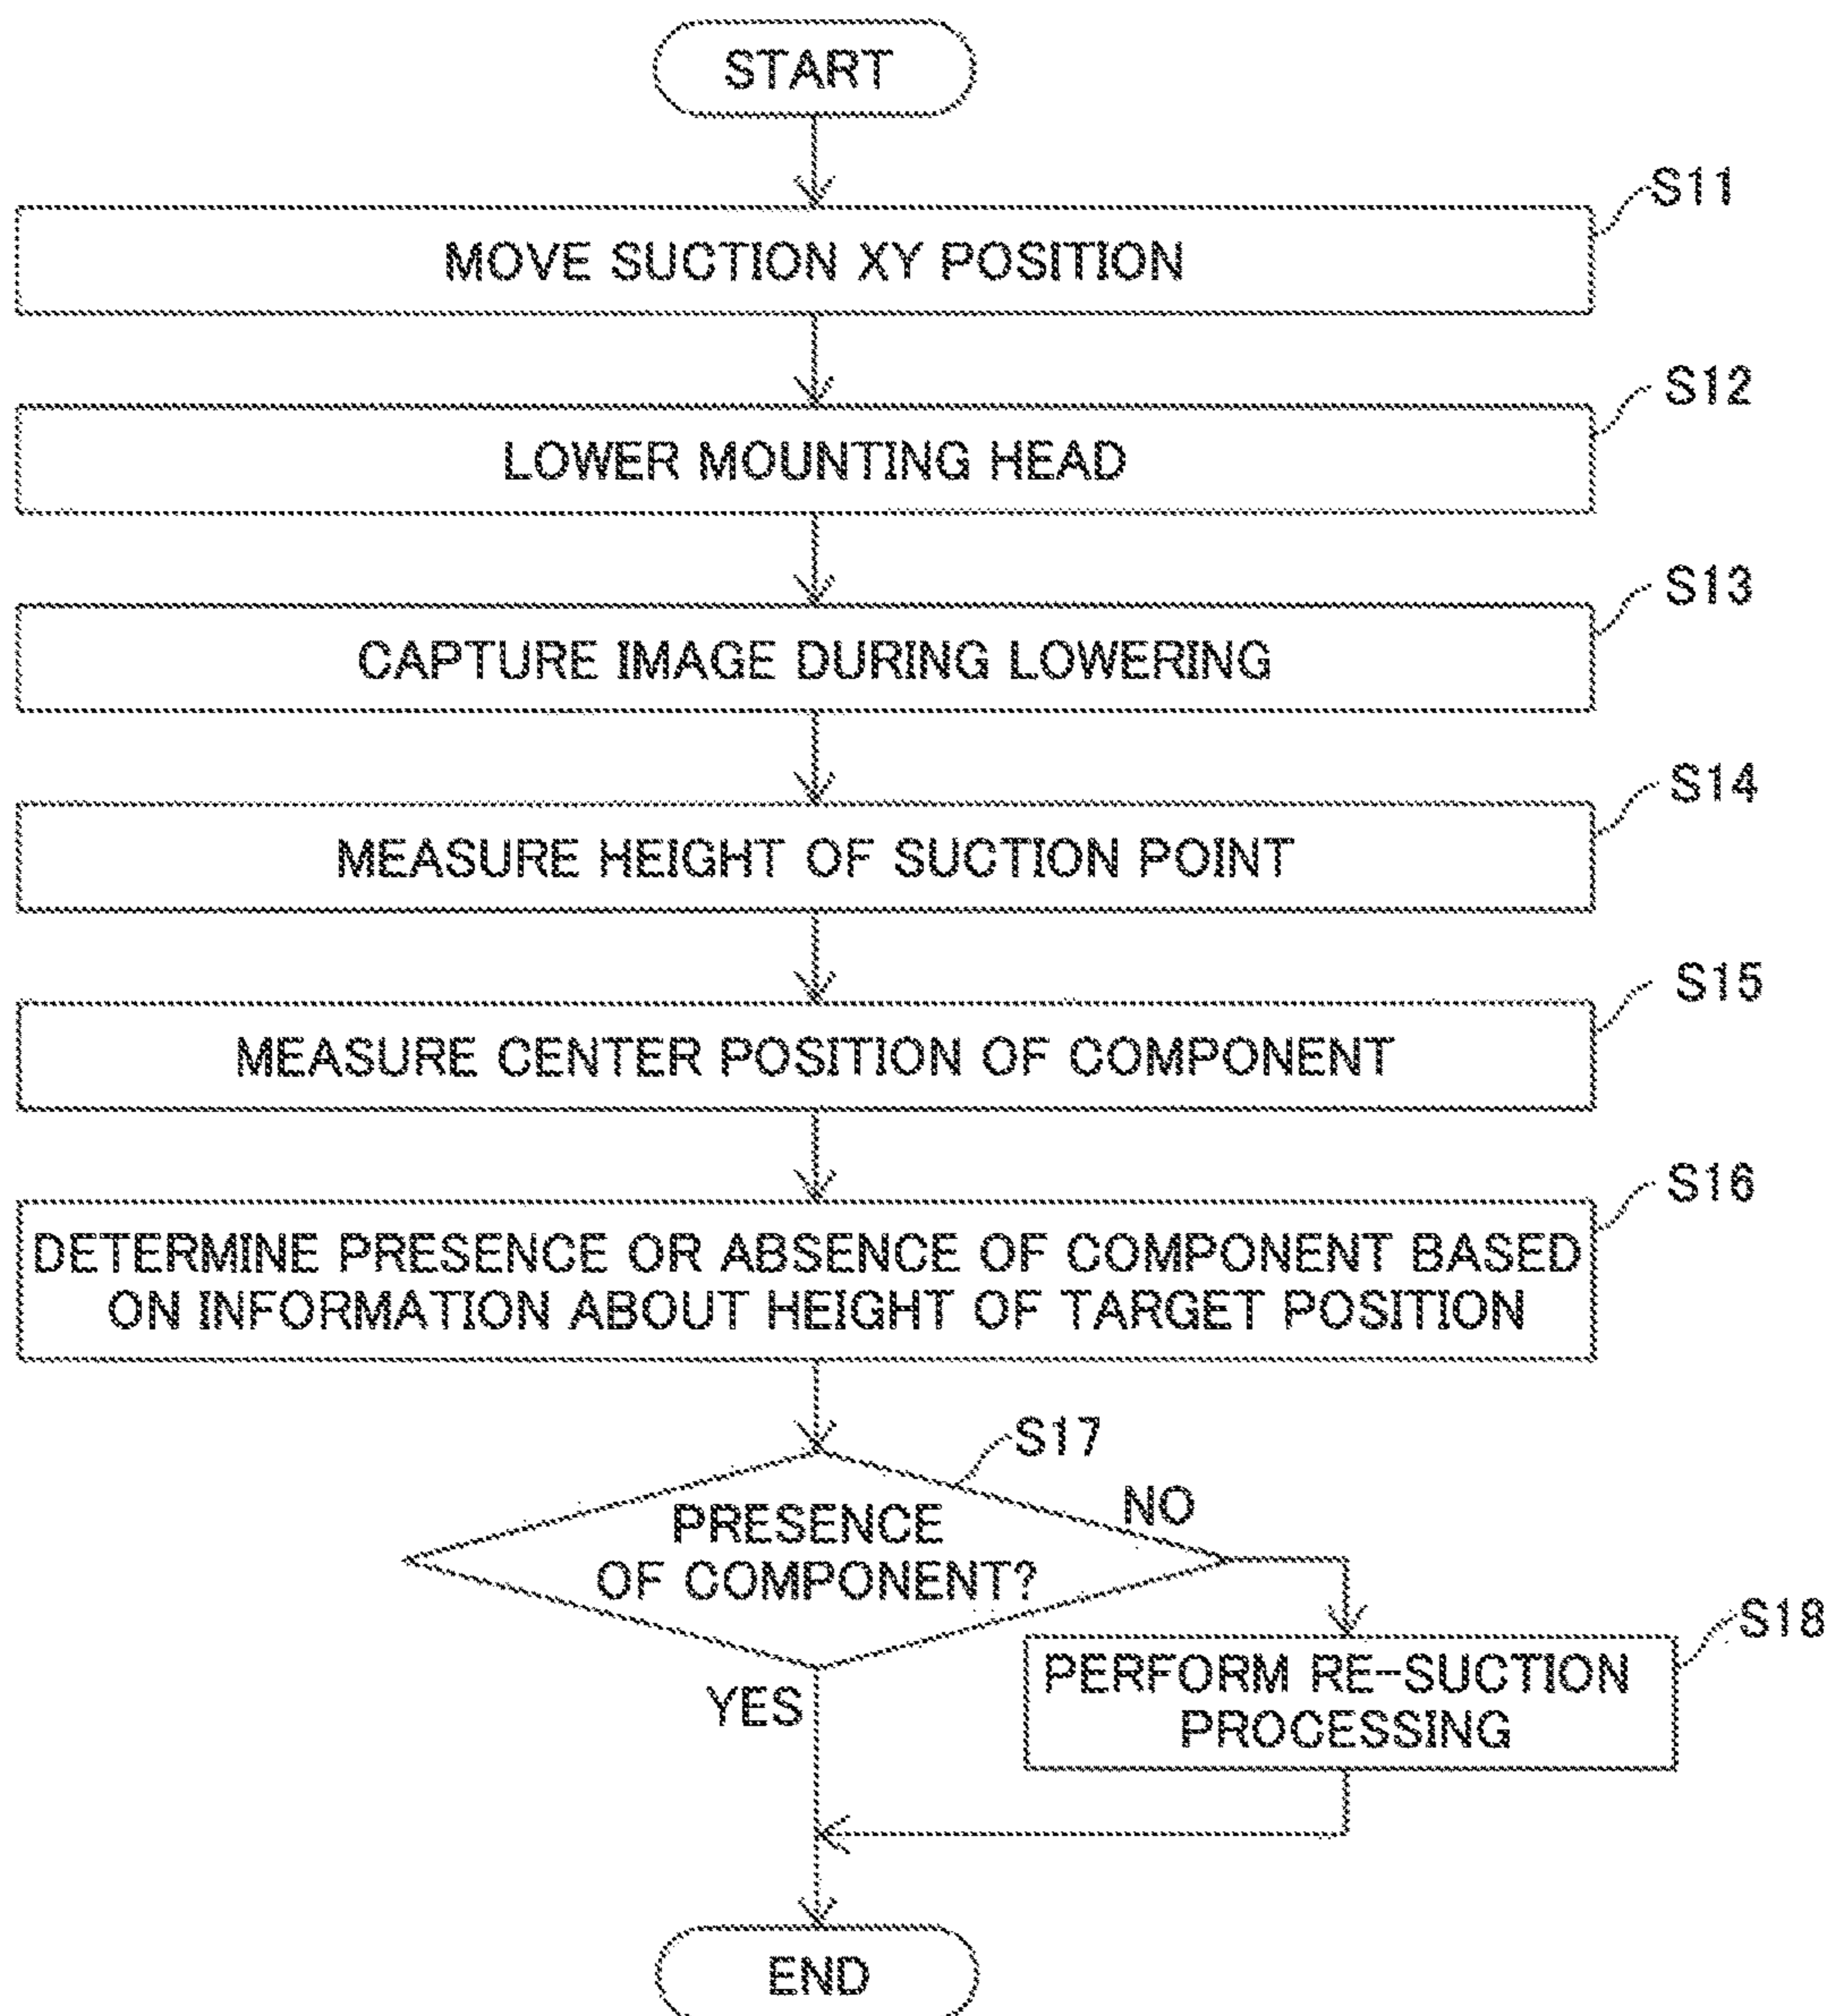 START
S11
MOVE SUCTION XY POSITION
S12
LOWER MOUNTING HEAD
S13
CAPTURE IMAGE DURING LOWERING
S14
MEASURE HEIGHT OF SUCTION POINT
S15
MEASURE CENTER POSITION OF COMPONENT
S16
DETERMINE PRESENCE OR ABSENCE OF COMPONENT BASED
ON INFORMATION ABOUT HEIGHT OF TARGET POSITION
S17
PRESENCE
OF COMPONENT?
NO
S18
PERFORM RE-SUCTION
PROCESSING
YES
END